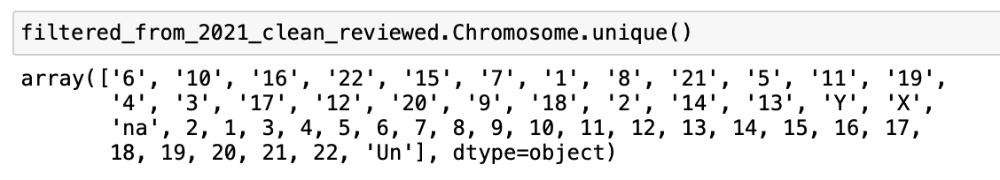 filtered_from_2021_clean_reviewed.Chromosome.unique()
array(['6', '10', '16', '22', '15', '7', '1', '8', '21', '5', '11', '19',
'4', '3', '17', '12', '20', '9', '18', '2', '14', '13', 'Y', 'X',
'na', 2, 1, 3, 4, 5, 6, 7, 8, 9, 10, 11, 12, 13, 14, 15, 16, 17,
18, 19, 20, 21, 22, 'Un'], dtype=object)